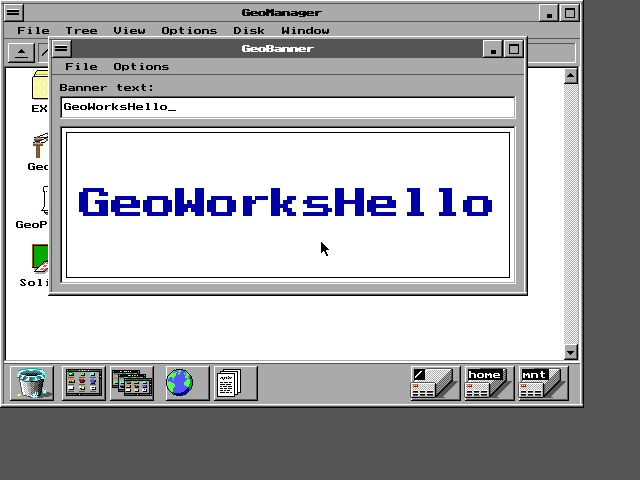 GeoManager
File Tree View Options Disk Window
GeoBanner
File Options
Banner text:
GeoWorksHello_
GeoWorksHello
EX
Geo
GeoP
Soli
/ home mnt